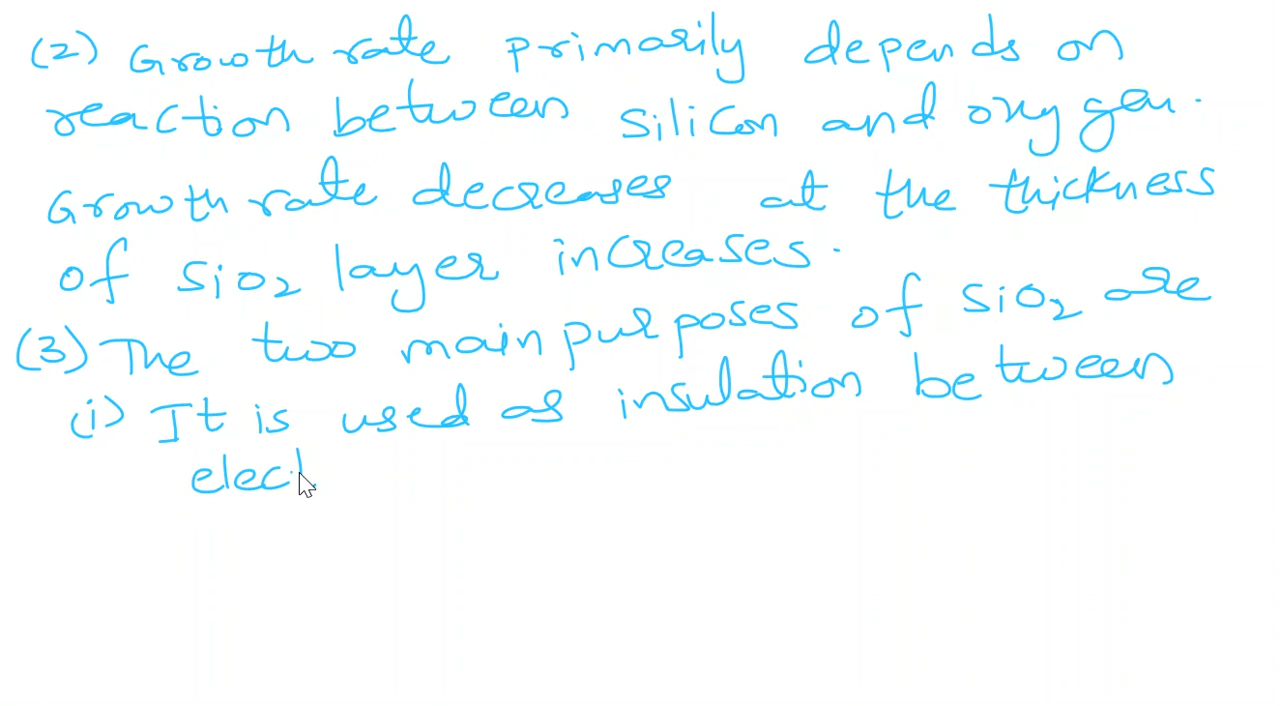 (2) Growth rate primarily depends on
reaction between silicon and oxygen.
Growth rate decreases at the thickness
of SiO₂ layer increases.
(3) The two main purposes of SiO₂ are
(i) It is used as insulation between
elect